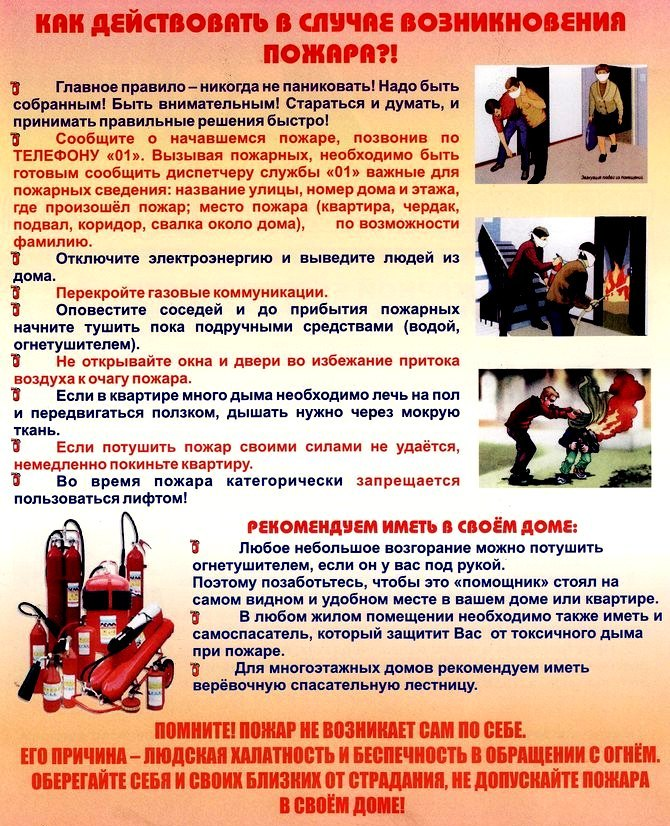 КАК ДЕЙСТВОВАТЬ В СЛУЧАЕ ВОЗНИКНОВЕНИЯ
ПОЖАРА?!
Главное правило – никогда не паниковать! Надо быть
собранным! Быть внимательным! Стараться и думать, и
принимать правильные решения быстро!
Сообщите о начавшемся пожаре, позвонив по
ТЕЛЕФОНУ «01». Вызывая пожарных, необходимо быть
готовым сообщить диспетчеру службы «01» важные для
пожарных сведения: название улицы, номер дома и этажа,
где произошёл пожар; место пожара (квартира, чердак,
подвал, коридор, свалка около дома), по возможности
фамилию.
Отключите электроэнергию и выведите людей из
дома.
Перекройте газовые коммуникации.
Оповестите соседей и до прибытия пожарных
начните тушить пока подручными средствами (водой,
огнетушителем).
Не открывайте окна и двери во избежание притока
воздуха к очагу пожара.
Если в квартире много дыма необходимо лечь на пол
и передвигаться ползком, дышать нужно через мокрую
ткань.
Если потушить пожар своими силами не удаётся,
немедленно покиньте квартиру.
Во время пожара категорически запрещается
пользоваться лифтом!
Эвакуация людей из помещения
РЕКОМЕНДУЕМ ИМЕТЬ В СВОЁМ ДОМЕ:
Любое небольшое возгорание можно потушить
огнетушителем, если он у вас под рукой.
Поэтому позаботьтесь, чтобы это «помощник» стоял на
самом видном и удобном месте в вашем доме или квартире.
В любом жилом помещении необходимо также иметь и
самоспасатель, который защитит Вас от токсичного дыма
при пожаре.
Для многоэтажных домов рекомендуем иметь
верёвочную спасательную лестницу.
ПОМНИТЕ! ПОЖАР НЕ ВОЗНИКАЕТ САМ ПО СЕБЕ.
ЕГО ПРИЧИНА – ЛЮДСКАЯ ХАЛАТНОСТЬ И БЕСПЕЧНОСТЬ В ОБРАЩЕНИИ С ОГНЁМ.
ОБЕРЕГАЙТЕ СЕБЯ И СВОИХ БЛИЗКИХ ОТ СТРАДАНИЯ, НЕ ДОПУСКАЙТЕ ПОЖАРА
В СВОЁМ ДОМЕ!